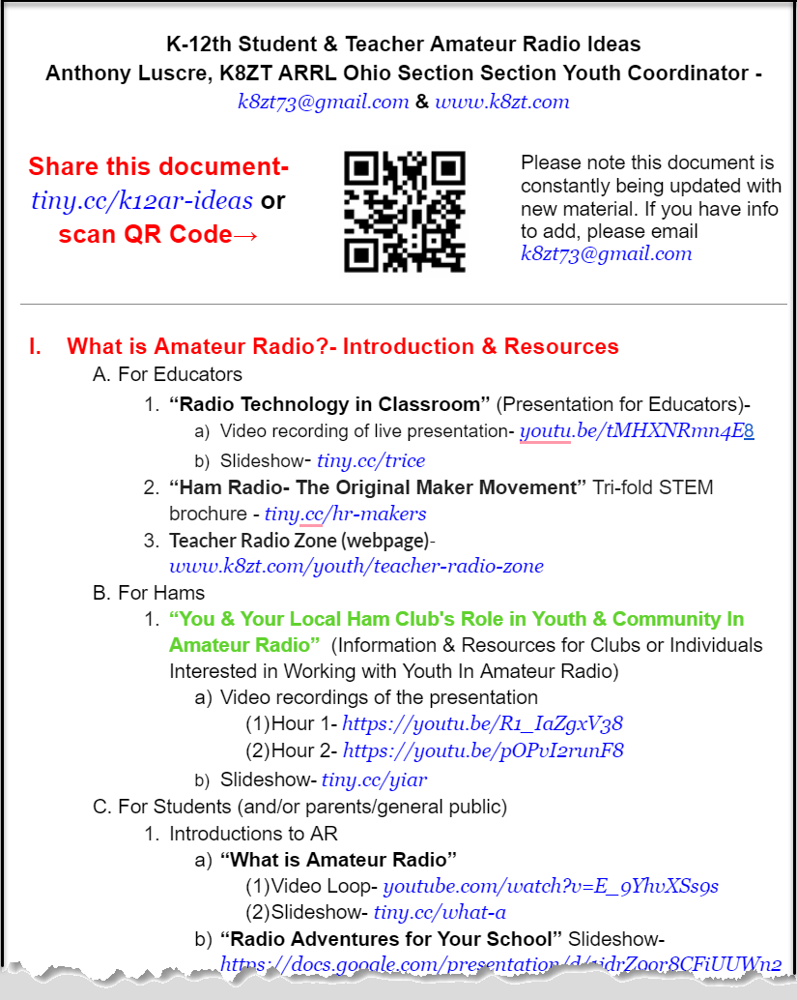 K-12th Student & Teacher Amateur Radio Ideas
Anthony Luscre, K8ZT ARRL Ohio Section Section Youth Coordinator -
k8zt73@gmail.com & www.k8zt.com
Share this document-
tiny.cc/k12ar-ideas or
scan QR Code→
Please note this document is
constantly being updated with
new material. If you have info
to add, please email
k8zt73@gmail.com
I. What is Amateur Radio?- Introduction & Resources
A. For Educators
1. “Radio Technology in Classroom” (Presentation for Educators)-
a) Video recording of live presentation- youtu.be/tMHXNRmn4E8
b) Slideshow- tiny.cc/trice
2. “Ham Radio- The Original Maker Movement” Tri-fold STEM
brochure - tiny.cc/hr-makers
3. Teacher Radio Zone (webpage)-
www.k8zt.com/youth/teacher-radio-zone
B. For Hams
1. “You & Your Local Ham Club's Role in Youth & Community In
Amateur Radio” (Information & Resources for Clubs or Individuals
Interested in Working with Youth In Amateur Radio)
a) Video recordings of the presentation
(1)Hour 1- https://youtu.be/R1_IaZgxV38
(2)Hour 2- https://youtu.be/pOPvI2runF8
b) Slideshow- tiny.cc/yiar
C. For Students (and/or parents/general public)
1. Introductions to AR
a) “What is Amateur Radio”
(1)Video Loop- youtube.com/watch?v=E_9YhvXSs9s
(2)Slideshow- tiny.cc/what-a
b) “Radio Adventures for Your School” Slideshow-